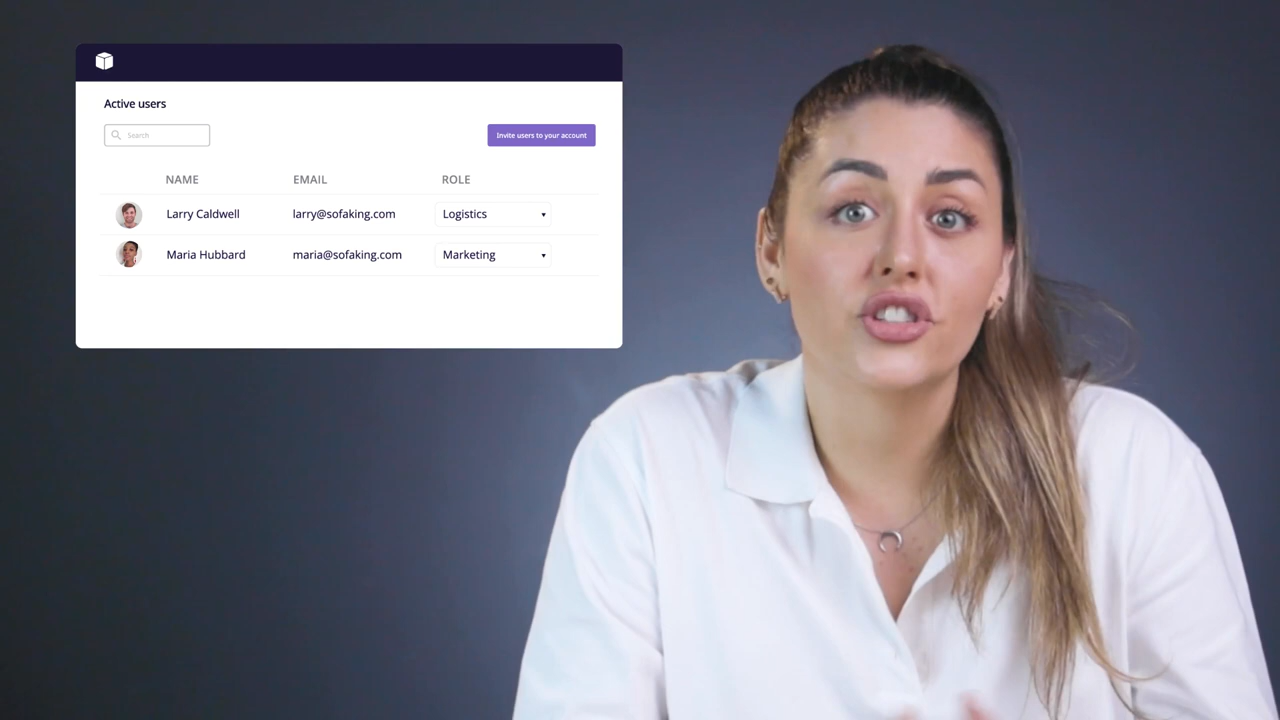 Active users
Search
Invite users to your account
NAME EMAIL ROLE
Larry Caldwell larry@sofaking.com Logistics
Maria Hubbard maria@sofaking.com Marketing